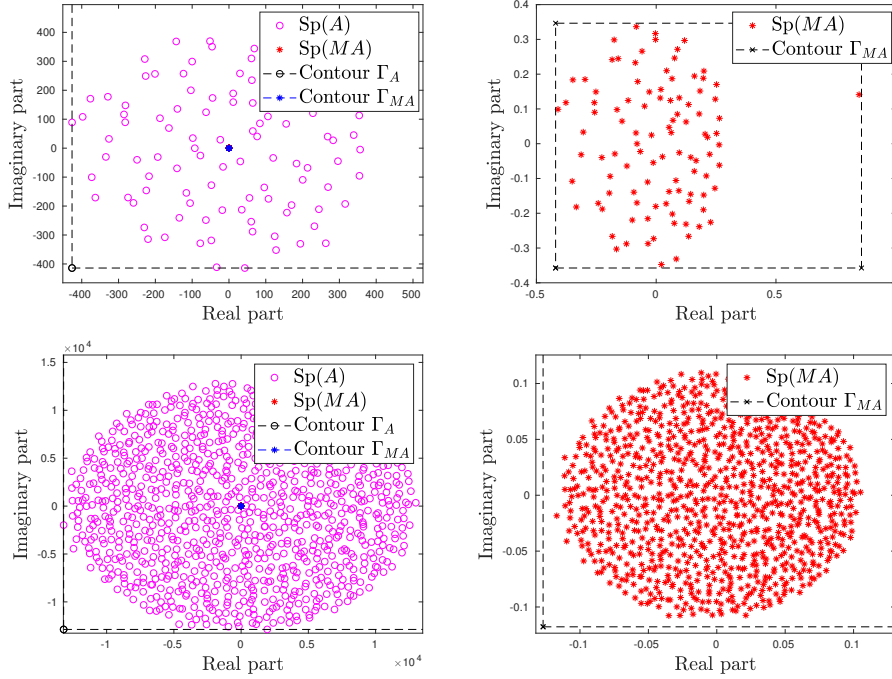 400
300
200
100
0
-100
-200
-300
-400
-400 -300 -200 -100 0 100 200 300 400 500
Imaginary part
Real part
Sp(A)
Sp(MA)
Contour Γ_A
Contour Γ_MA
0.4
0.3
0.2
0.1
0
-0.1
-0.2
-0.3
-0.4
-0.5 0 0.5
Imaginary part
Real part
Sp(MA)
Contour Γ_MA
×10⁴
1.5
1
0.5
0
-0.5
-1
-1 -0.5 0 0.5 1
×10⁴
Imaginary part
Real part
Sp(A)
Sp(MA)
Contour Γ_A
Contour Γ_MA
0.1
0.05
0
-0.05
-0.1
-0.1 -0.05 0 0.05 0.1
Imaginary part
Real part
Sp(MA)
Contour Γ_MA